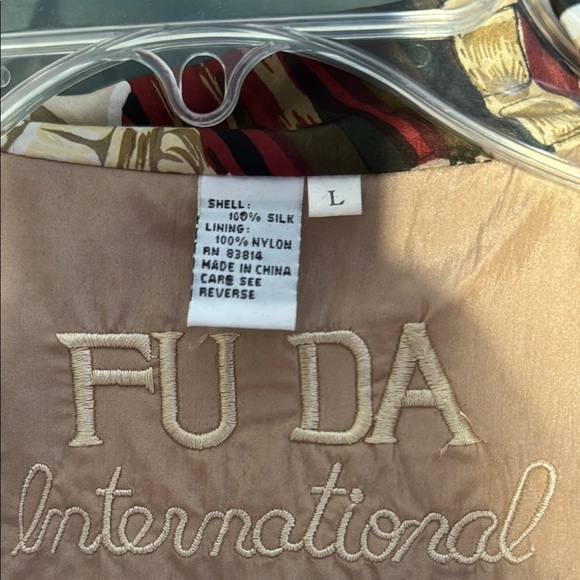 SHELL:
100% SILK
LINING:
100% NYLON
RN 83814
MADE IN CHINA
CARE SEE
REVERSE
L
FU DA
International